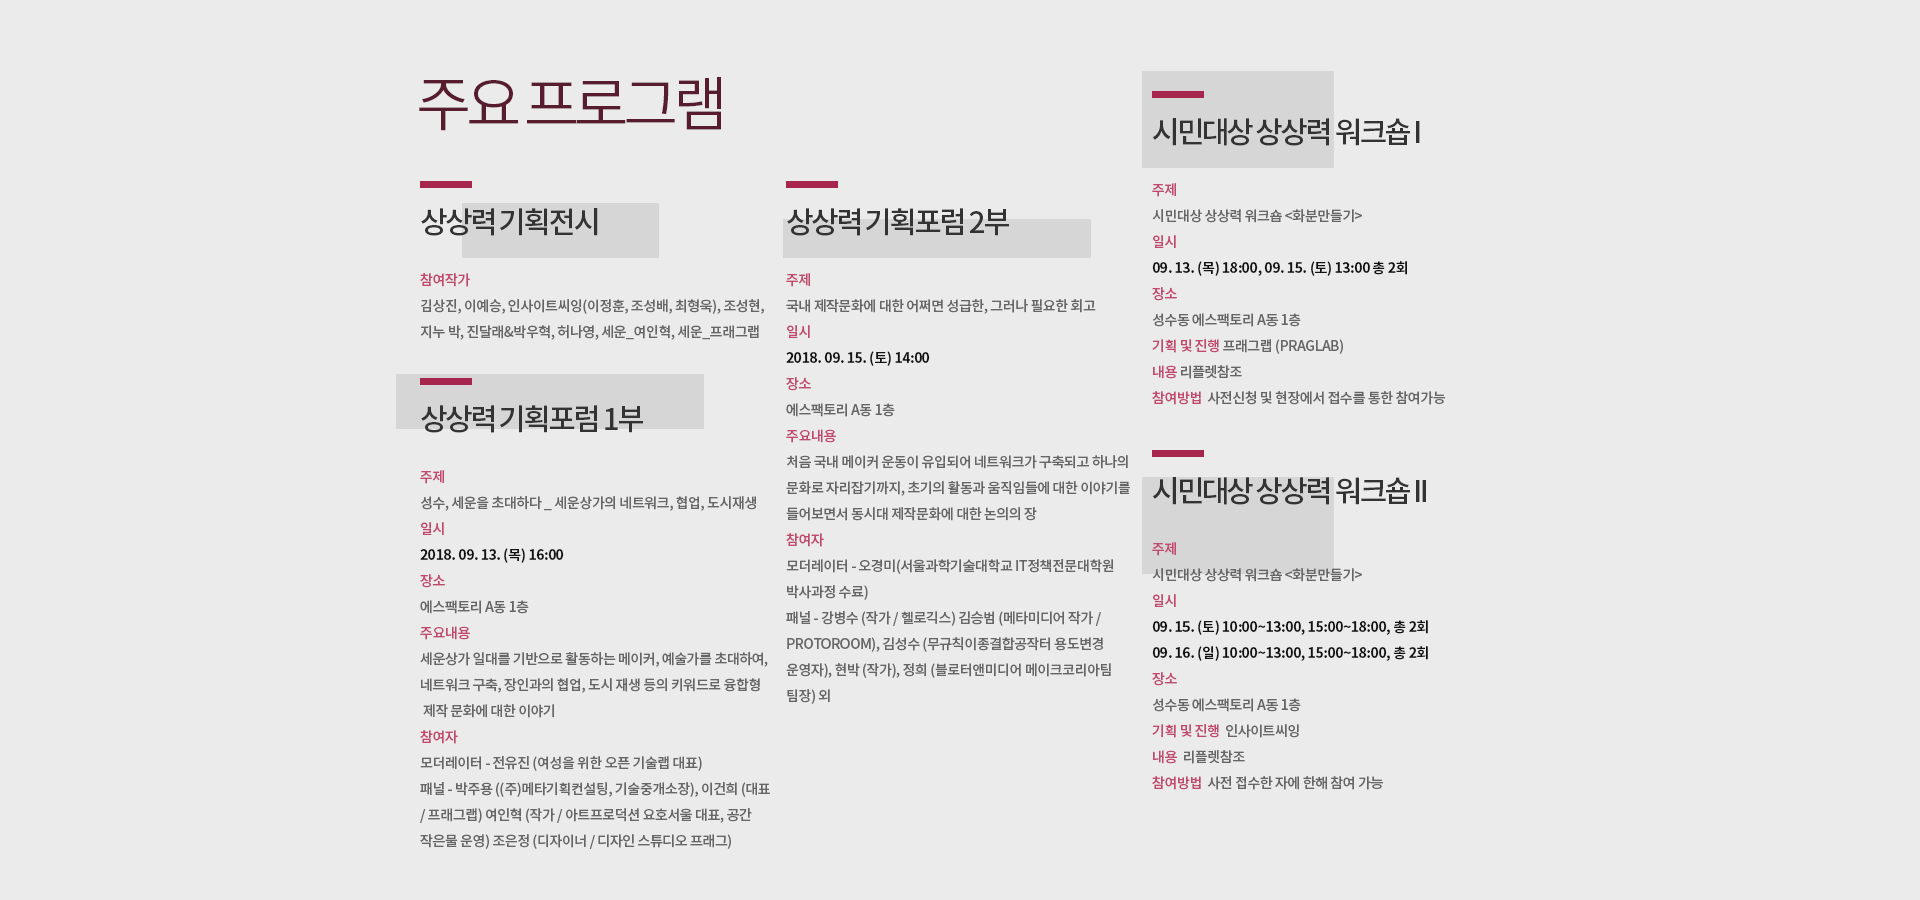 주요 프로그램
상상력 기획전시
참여작가
김상진, 이예승, 인사이트씨잉(이정훈, 조성배, 최형욱), 조성현,
지누 박, 진달래&박우혁, 허나영, 세운_여인혁, 세운_프래그랩
상상력 기획포럼 1부
주제
성수, 세운을 초대하다 _ 세운상가의 네트워크, 협업, 도시재생
일시
2018. 09. 13. (목) 16:00
장소
에스팩토리 A동 1층
주요내용
세운상가 일대를 기반으로 활동하는 메이커, 예술가를 초대하여,
네트워크 구축, 장인과의 협업, 도시 재생 등의 키워드로 융합형
제작 문화에 대한 이야기
참여자
모더레이터 - 전유진 (여성을 위한 오픈 기술랩 대표)
패널 - 박주용 ((주)메타기획컨설팅, 기술중개소장), 이건희 (대표
/ 프래그랩) 여인혁 (작가 / 아트프로덕션 요호서울 대표, 공간
작은물 운영) 조은정 (디자이너 / 디자인 스튜디오 프래그)
상상력 기획포럼 2부
주제
국내 제작문화에 대한 어쩌면 성급한, 그러나 필요한 회고
일시
2018. 09. 15. (토) 14:00
장소
에스팩토리 A동 1층
주요내용
처음 국내 메이커 운동이 유입되어 네트워크가 구축되고 하나의
문화로 자리잡기까지, 초기의 활동과 움직임들에 대한 이야기를
들어보면서 동시대 제작문화에 대한 논의의 장
참여자
모더레이터 - 오경미(서울과학기술대학교 IT정책전문대학원
박사과정 수료)
패널 - 강병수 (작가 / 헬로긱스) 김승범 (메타미디어 작가 /
PROTOROOM), 김성수 (무규칙이종결합공작터 용도변경
운영자), 현박 (작가), 정희 (블로터앤미디어 메이크코리아팀
팀장) 외
시민대상 상상력 워크숍 I
주제
시민대상 상상력 워크숍 <화분만들기>
일시
09. 13. (목) 18:00, 09. 15. (토) 13:00 총 2회
장소
성수동 에스팩토리 A동 1층
기획 및 진행 프래그랩 (PRAGLAB)
내용 리플렛참조
참여방법 사전신청 및 현장에서 접수를 통한 참여가능
시민대상 상상력 워크숍 II
주제
시민대상 상상력 워크숍 <화분만들기>
일시
09. 15. (토) 10:00~13:00, 15:00~18:00, 총 2회
09. 16. (일) 10:00~13:00, 15:00~18:00, 총 2회
장소
성수동 에스팩토리 A동 1층
기획 및 진행 인사이트씨잉
내용 리플렛참조
참여방법 사전 접수한 자에 한해 참여 가능